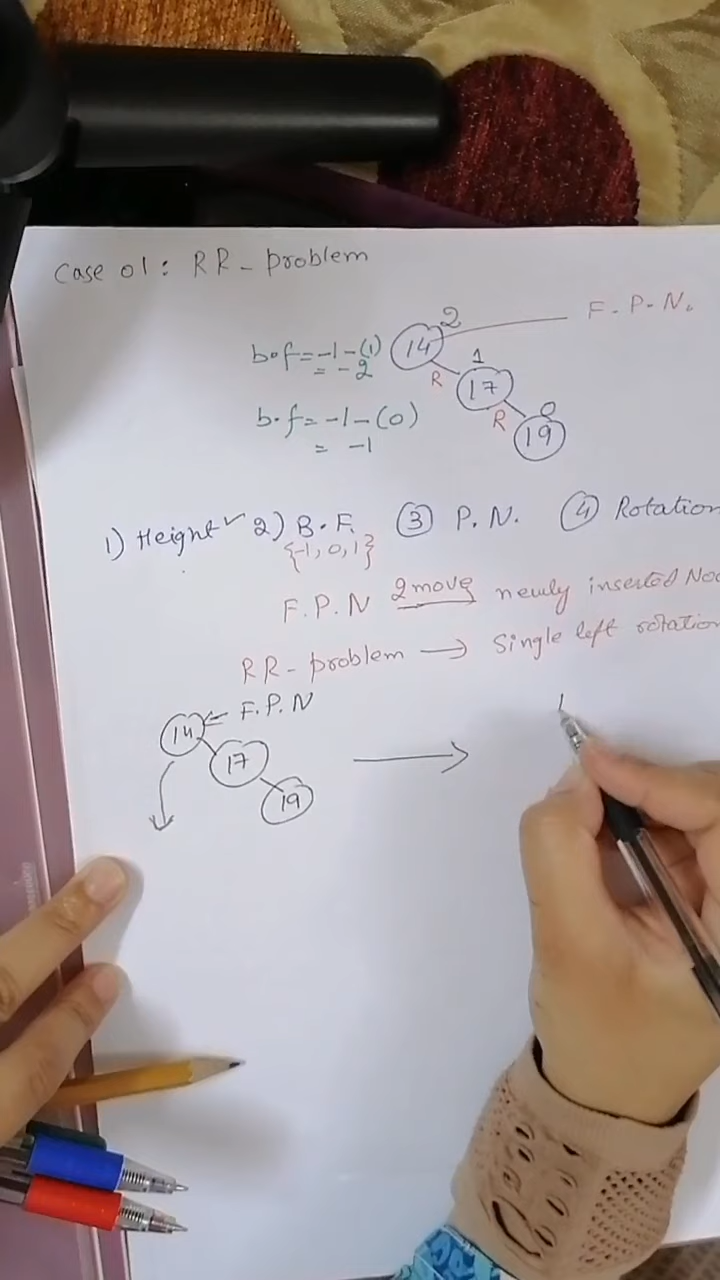 Case 01: RR - problem
F. P. N.
2
b.f = -1 - (1)
= -2
14
R
1
17
b.f = -1 - (0)
= -1
R
0
19
1) Height ✓ 2) B.F. ③ P.N. ④ Rotation
{-1, 0, 1}
F.P.N 2 move newly inserted
RR - problem → Single left rotation
14 ← F.P.N
17 →
19